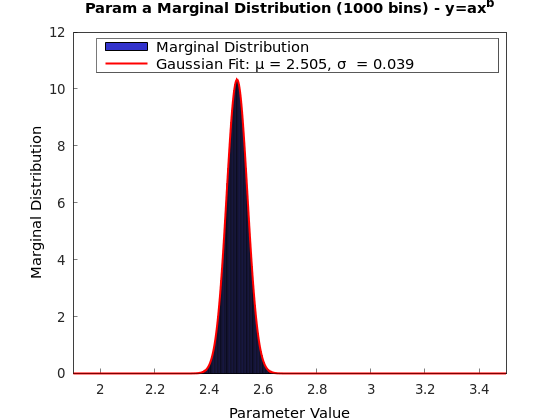 Param a Marginal Distribution (1000 bins) - y=ax^b
12
Marginal Distribution
Gaussian Fit: μ = 2.505, σ  = 0.039
10
8
6
4
2
0
Marginal Distribution
2 2.2 2.4 2.6 2.8 3 3.2 3.4
Parameter Value